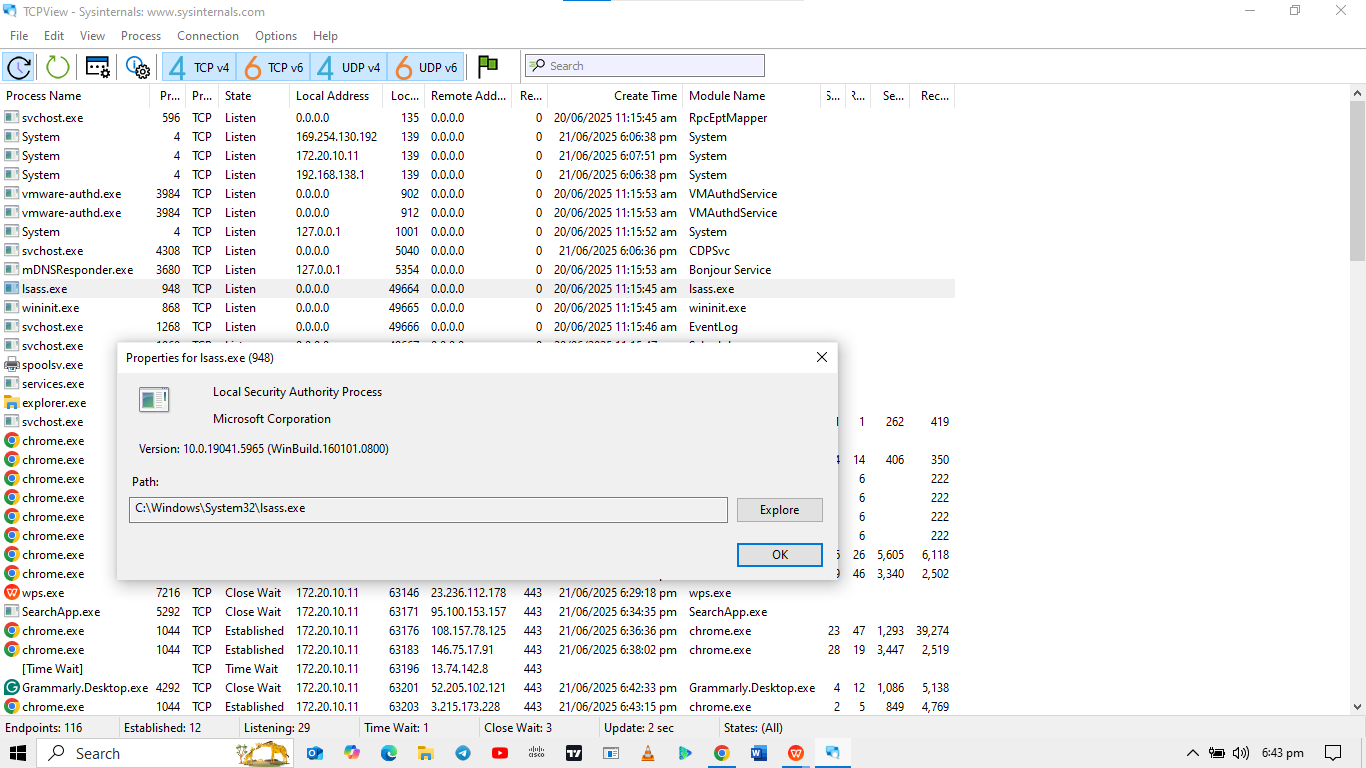 TCPView - Sysinternals: www.sysinternals.com
File Edit View Process Connection Options Help
4 TCP v4 6 TCP v6 4 UDP v4 6 UDP v6 Search
Process Name Pr... Pr... State Local Address Loc... Remote Add... Re... Create Time Module Name S... R... Se... Rec...
svchost.exe 596 TCP Listen 0.0.0.0 135 0.0.0.0 0 20/06/2025 11:15:45 am RpcEptMapper
System 4 TCP Listen 169.254.130.192 139 0.0.0.0 0 21/06/2025 6:06:38 pm System
System 4 TCP Listen 172.20.10.11 139 0.0.0.0 0 21/06/2025 6:07:51 pm System
System 4 TCP Listen 192.168.138.1 139 0.0.0.0 0 21/06/2025 6:06:38 pm System
vmware-authd.exe 3984 TCP Listen 0.0.0.0 902 0.0.0.0 0 20/06/2025 11:15:53 am VMAuthdService
vmware-authd.exe 3984 TCP Listen 0.0.0.0 912 0.0.0.0 0 20/06/2025 11:15:53 am VMAuthdService
System 4 TCP Listen 127.0.0.1 1001 0.0.0.0 0 20/06/2025 11:15:52 am System
svchost.exe 4308 TCP Listen 0.0.0.0 5040 0.0.0.0 0 21/06/2025 6:06:36 pm CDPSvc
mDNSResponder.exe 3680 TCP Listen 127.0.0.1 5354 0.0.0.0 0 20/06/2025 11:15:53 am Bonjour Service
lsass.exe 948 TCP Listen 0.0.0.0 49664 0.0.0.0 0 20/06/2025 11:15:45 am lsass.exe
wininit.exe 868 TCP Listen 0.0.0.0 49665 0.0.0.0 0 20/06/2025 11:15:45 am wininit.exe
svchost.exe 1268 TCP Listen 0.0.0.0 49666 0.0.0.0 0 20/06/2025 11:15:46 am EventLog
svchost.exe
spoolsv.exe
services.exe
explorer.exe
svchost.exe 1 262 419
chrome.exe
chrome.exe 14 406 350
chrome.exe 6 222
chrome.exe 6 222
chrome.exe 6 222
chrome.exe 6 222
chrome.exe 26 5,605 6,118
chrome.exe 46 3,340 2,502
Properties for lsass.exe (948)
Local Security Authority Process
Microsoft Corporation
Version: 10.0.19041.5965 (WinBuild.160101.0800)
Path:
C:\Windows\System32\lsass.exe
Explore
OK
wps.exe 7216 TCP Close Wait 172.20.10.11 63146 23.236.112.178 443 21/06/2025 6:29:18 pm wps.exe
SearchApp.exe 5292 TCP Close Wait 172.20.10.11 63171 95.100.153.157 443 21/06/2025 6:34:35 pm SearchApp.exe
chrome.exe 1044 TCP Established 172.20.10.11 63176 108.157.78.125 443 21/06/2025 6:36:36 pm chrome.exe 23 47 1,293 39,274
chrome.exe 1044 TCP Established 172.20.10.11 63183 146.75.17.91 443 21/06/2025 6:38:02 pm chrome.exe 28 19 3,447 2,519
[Time Wait] TCP Time Wait 172.20.10.11 63196 13.74.142.8 443
Grammarly.Desktop.exe 4292 TCP Close Wait 172.20.10.11 63201 52.205.102.121 443 21/06/2025 6:42:33 pm Grammarly.Desktop.exe 4 12 1,086 5,138
chrome.exe 1044 TCP Established 172.20.10.11 63203 3.215.173.228 443 21/06/2025 6:43:15 pm chrome.exe 2 5 849 4,769
Endpoints: 116 Established: 12 Listening: 29 Time Wait: 1 Close Wait: 3 Update: 2 sec States: (All)
Search 6:43 pm